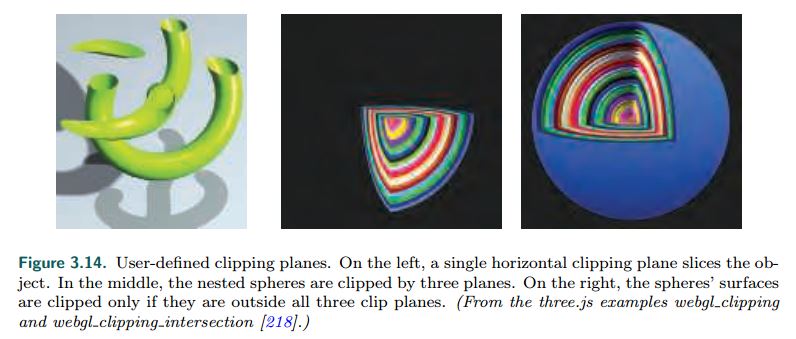 Figure 3.14. User-defined clipping planes. On the left, a single horizontal clipping plane slices the ob-
ject. In the middle, the nested spheres are clipped by three planes. On the right, the spheres' surfaces
are clipped only if they are outside all three clip planes. (From the three.js examples webgl_clipping
and webgl_clipping_intersection [218].)